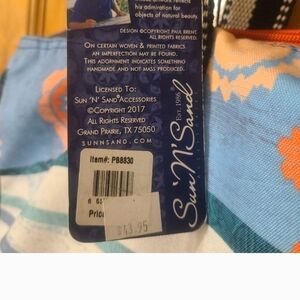 his admiration for
objects of natural beauty.
DESIGN ©COPYRIGHT PAUL BRENT.
ALL RIGHTS RESERVED.
ON CERTAIN WOVEN & PRINTED FABRICS
AN IMPERFECTION MAY BE FOUND.
THIS ADORNMENT INDICATES SOMETHING
HANDMADE AND NOT MASS PRODUCED.
LICENSED TO:
SUN 'N' SAND ACCESSORIES
©COPYRIGHT 2017
ALL RIGHTS RESERVED
GRAND PRAIRIE, TX 75050
SUNNSAND.COM
Item#: PB8830
Price
$43.95
Sun 'N' Sand
Est 1986